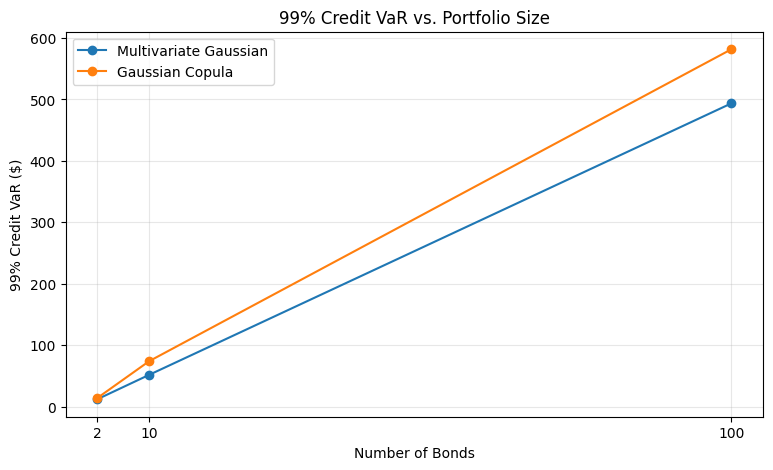 99% Credit VaR vs. Portfolio Size
Multivariate Gaussian
Gaussian Copula
99% Credit VaR ($)
600
500
400
300
200
100
0
2 10 100
Number of Bonds